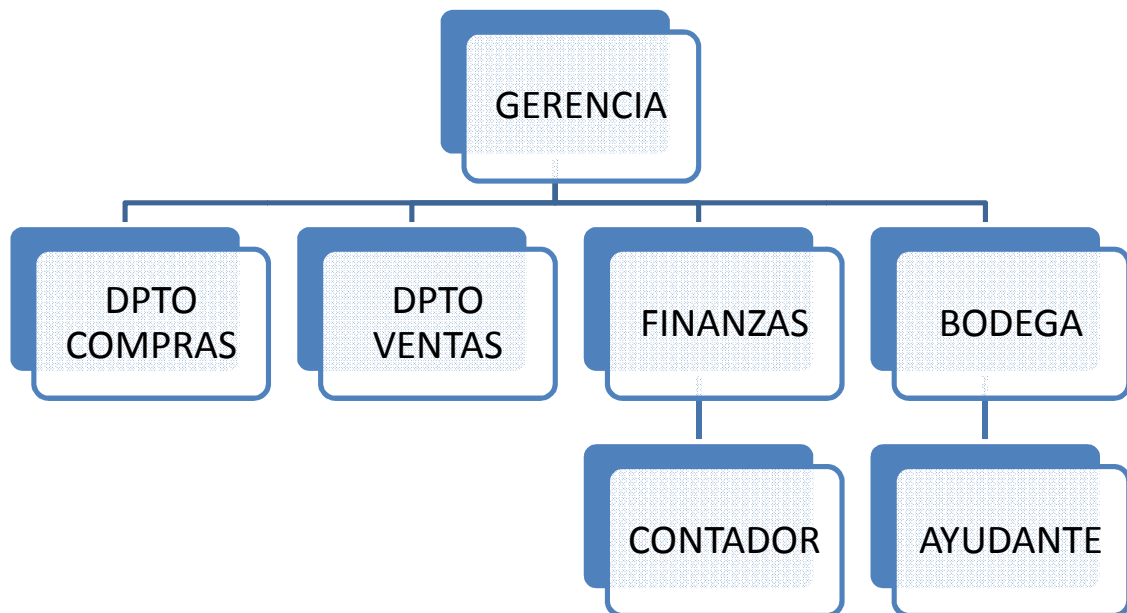 GERENCIA
DPTO
COMPRAS
DPTO
VENTAS
FINANZAS
BODEGA
CONTADOR
AYUDANTE